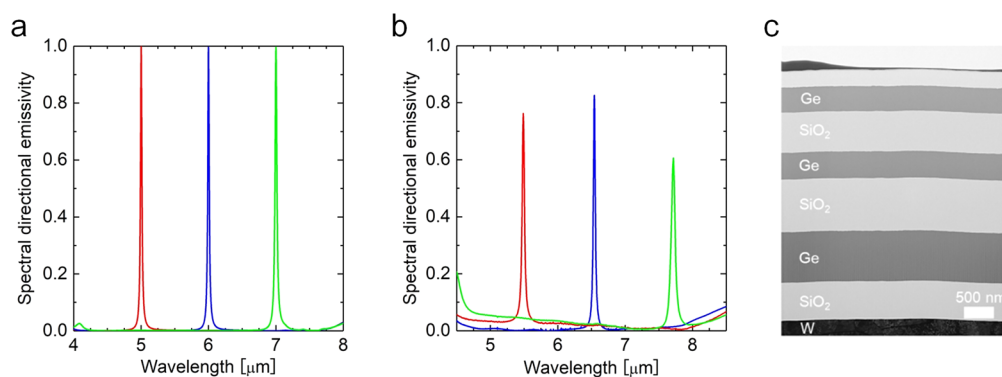 a
Spectral directional emissivity
1.0
0.8
0.6
0.4
0.2
0.0
4 5 6 7 8
Wavelength [μm]
b
Spectral directional emissivity
1.0
0.8
0.6
0.4
0.2
0.0
5 6 7 8
Wavelength [μm]
c
Ge
SiO₂
Ge
SiO₂
Ge
SiO₂
500 nm
W